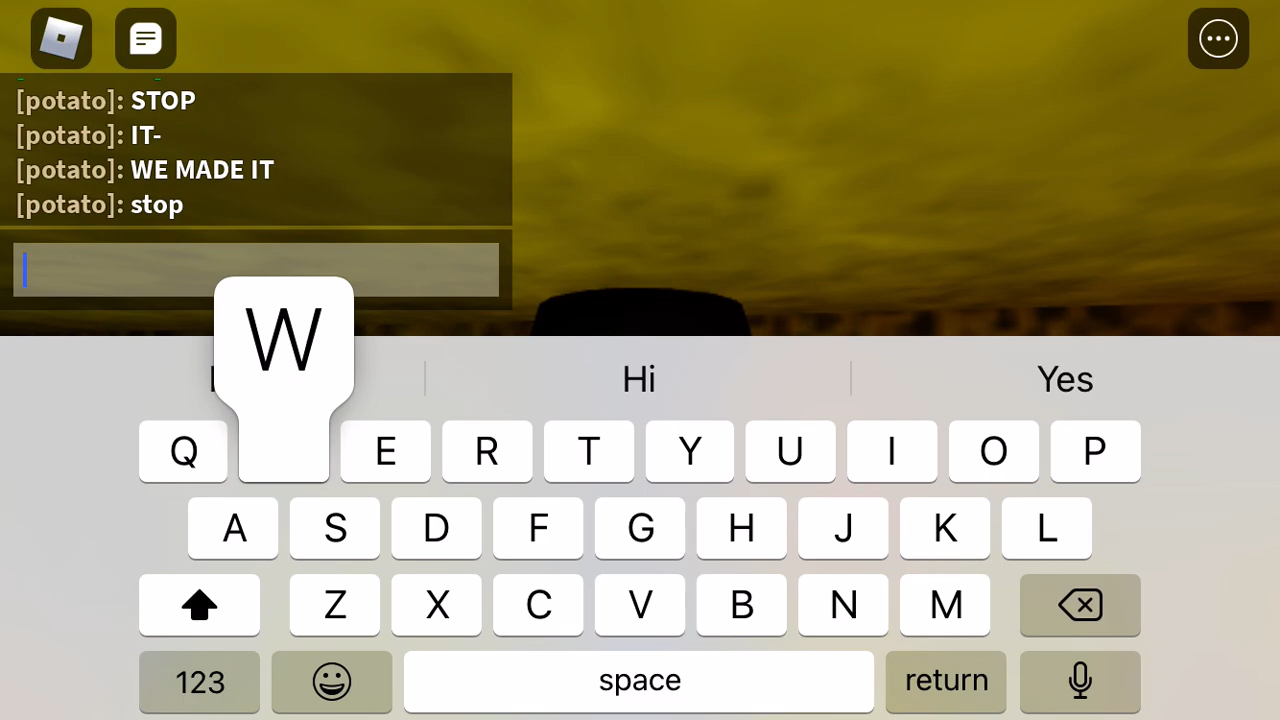 [potato]: STOP
[potato]: IT-
[potato]: WE MADE IT
[potato]: stop
W
Hi Yes
Q E R T Y U I O P
A S D F G H J K L
Z X C V B N M
123 space return